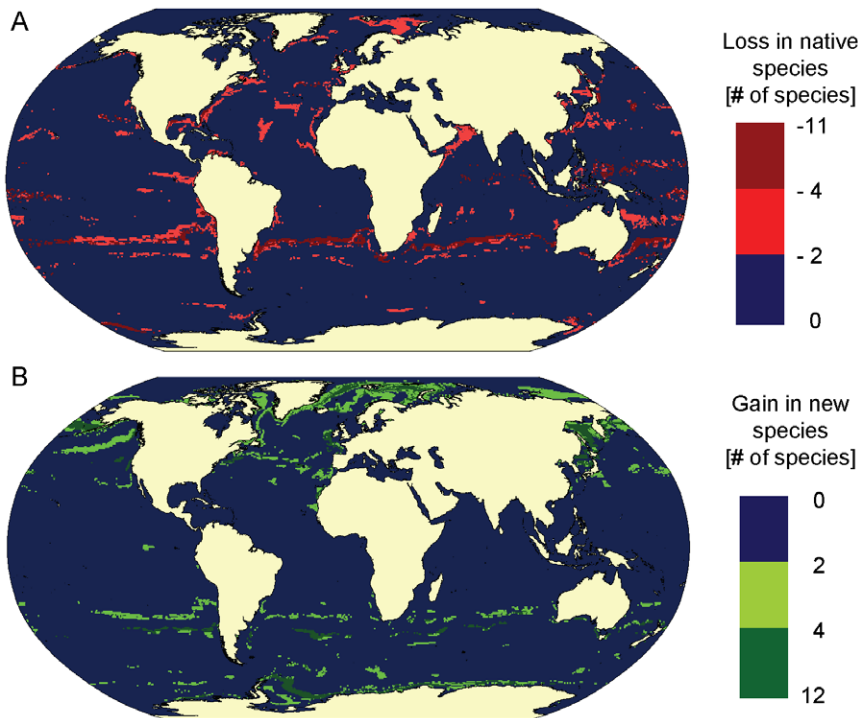 A
Loss in native
species
[# of species]
-11
- 4
- 2
0
B
Gain in new
species
[# of species]
0
2
4
12